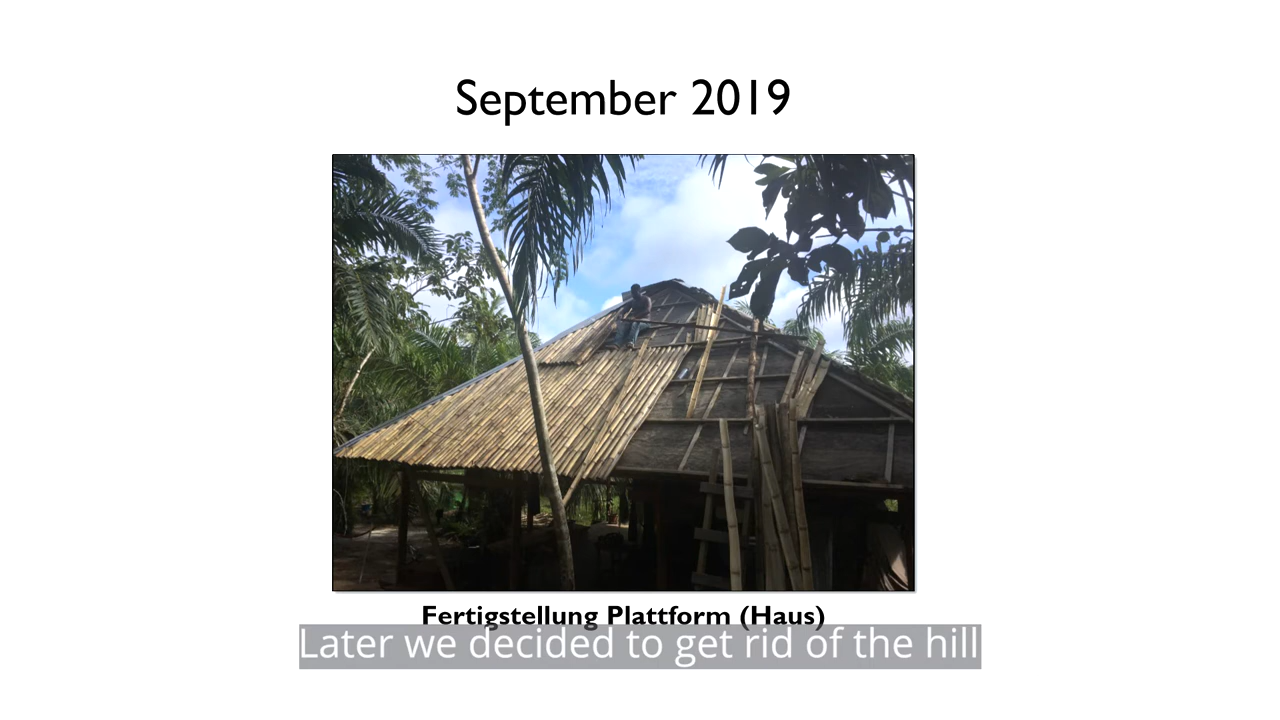 September 2019
Fertigstellung Plattform (Haus)
Later we decided to get rid of the hill